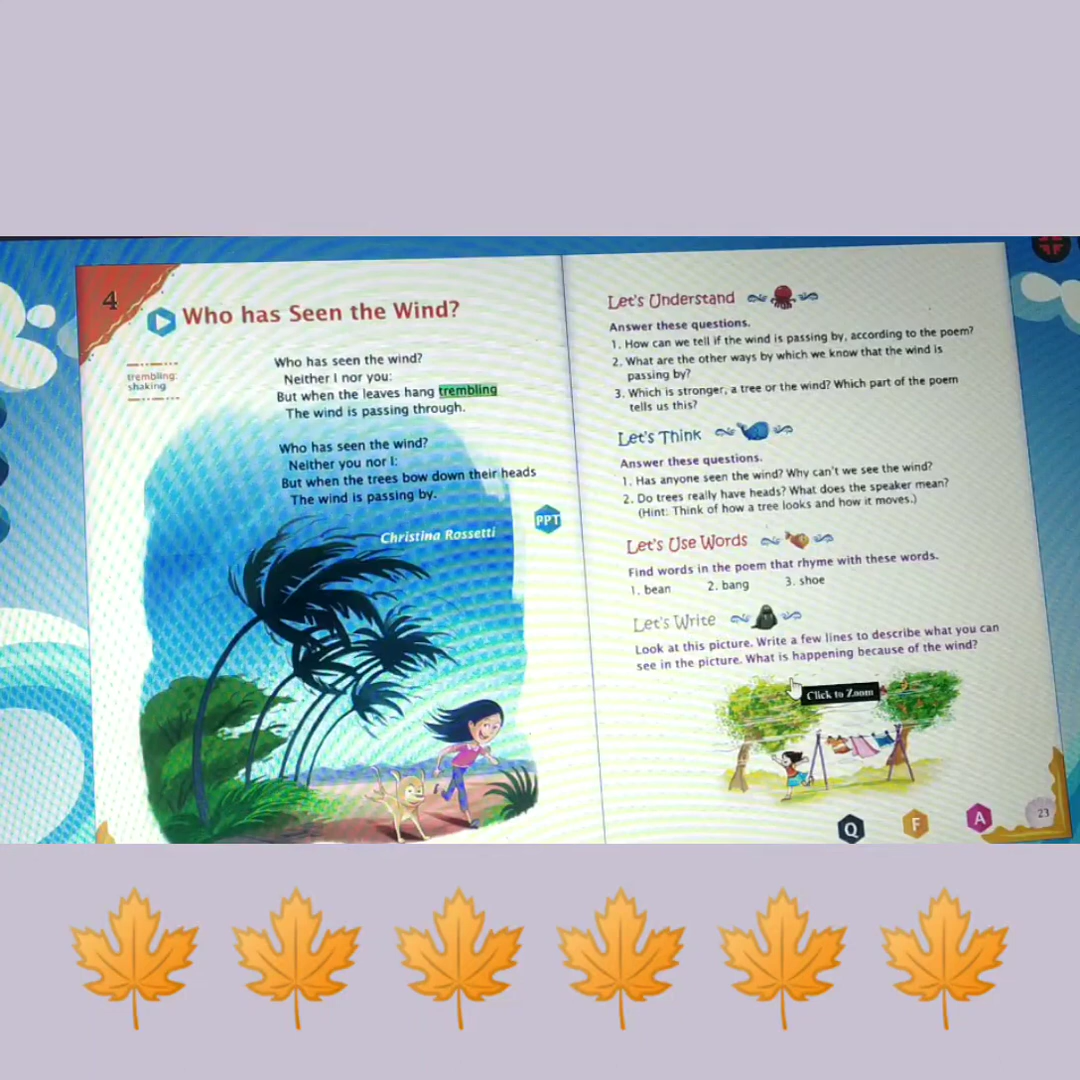 4
Who has Seen the Wind?
trembling:
shaking
Who has seen the wind?
Neither I nor you:
But when the leaves hang trembling
The wind is passing through.
Who has seen the wind?
Neither you nor I:
But when the trees bow down their heads
The wind is passing by.
Christina Rossetti
PPT
Let's Understand
Answer these questions.
1. How can we tell if the wind is passing by, according to the poem?
2. What are the other ways by which we know that the wind is
passing by?
3. Which is stronger, a tree or the wind? Which part of the poem
tells us this?
Let's Think
Answer these questions.
1. Has anyone seen the wind? Why can't we see the wind?
2. Do trees really have heads? What does the speaker mean?
(Hint: Think of how a tree looks and how it moves.)
Let's Use Words
Find words in the poem that rhyme with these words.
1. bean 2. bang 3. shoe
Let's Write
Look at this picture. Write a few lines to describe what you can
see in the picture. What is happening because of the wind?
Click to Zoom
Q F A
23